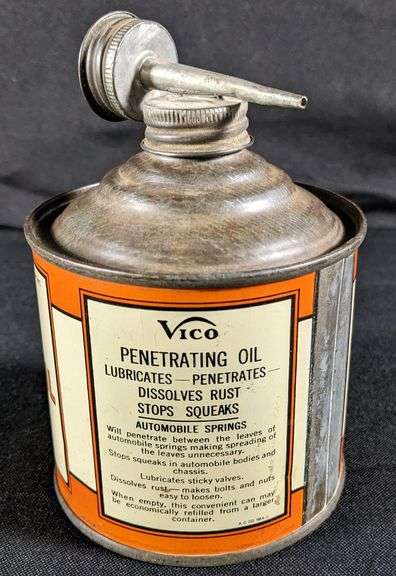 VICO
PENETRATING OIL
LUBRICATES—PENETRATES—
DISSOLVES RUST
STOPS SQUEAKS
AUTOMOBILE SPRINGS
Will penetrate between the leaves of
automobile springs making spreading of
the leaves unnecessary.
Stops squeaks in automobile bodies and
chassis.
Lubricates sticky valves.
Dissolves rust—makes bolts and nuts
easy to loosen.
When empty, this convenient can may
be economically refilled from a larger
container.
L